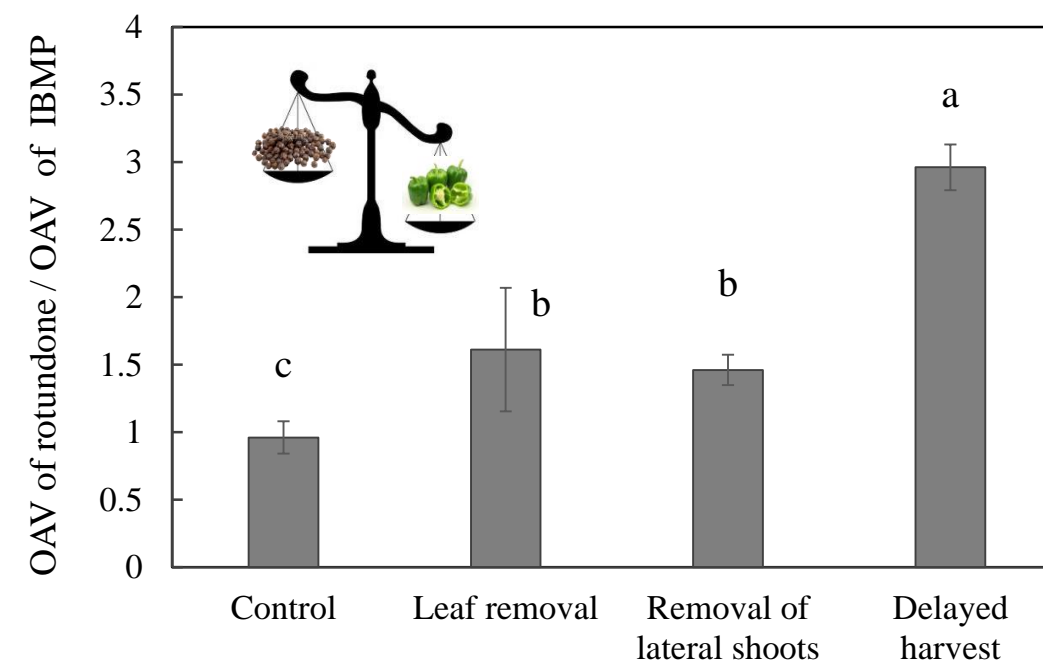 OAV of rotundone / OAV of IBMP
4
3.5
3
2.5
2
1.5
1
0.5
0
c
b
b
a
Control
Leaf removal
Removal of
lateral shoots
Delayed
harvest